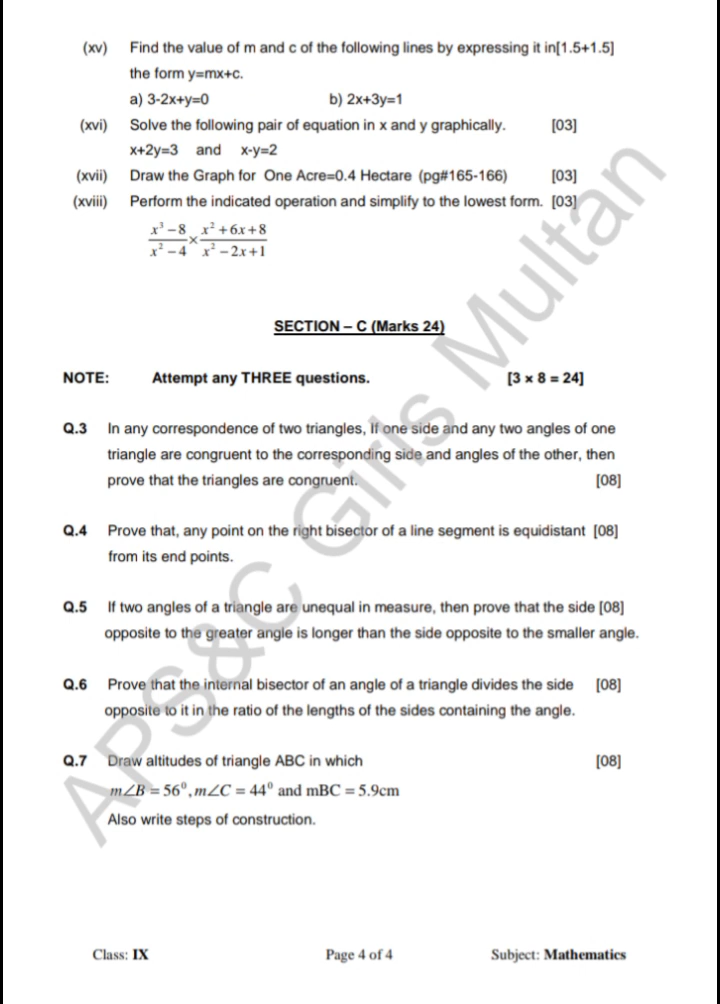 (xv) Find the value of m and c of the following lines by expressing it in[1.5+1.5]
the form y=mx+c.
a) 3-2x+y=0 b) 2x+3y=1
(xvi) Solve the following pair of equation in x and y graphically. [03]
x+2y=3 and x-y=2
(xvii) Draw the Graph for One Acre=0.4 Hectare (pg#165-166) [03]
(xviii) Perform the indicated operation and simplify to the lowest form. [03]
x³ – 8 / x² – 4 × x² + 6x + 8 / x² – 2x + 1
SECTION – C (Marks 24)
NOTE: Attempt any THREE questions. [3 × 8 = 24]
Q.3 In any correspondence of two triangles, If one side and any two angles of one
triangle are congruent to the corresponding side and angles of the other, then
prove that the triangles are congruent. [08]
Q.4 Prove that, any point on the right bisector of a line segment is equidistant [08]
from its end points.
Q.5 If two angles of a triangle are unequal in measure, then prove that the side [08]
opposite to the greater angle is longer than the side opposite to the smaller angle.
Q.6 Prove that the internal bisector of an angle of a triangle divides the side [08]
opposite to it in the ratio of the lengths of the sides containing the angle.
Q.7 Draw altitudes of triangle ABC in which [08]
m∠B = 56⁰, m∠C = 44⁰ and mBC = 5.9cm
Also write steps of construction.
Class: IX Page 4 of 4 Subject: Mathematics
APS&C Girls Multan